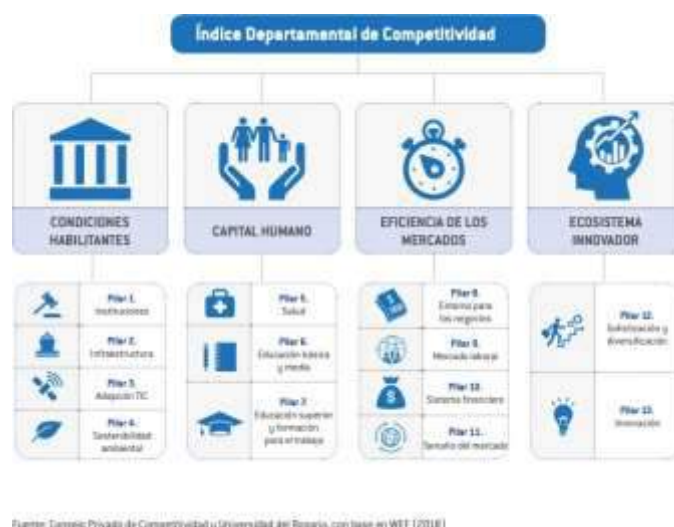 Índice Departamental de Competitividad
CONDICIONES
HABILITANTES
CAPITAL HUMANO
EFICIENCIA DE LOS
MERCADOS
ECOSISTEMA
INNOVADOR
Pilar 1.
Instituciones
Pilar 2.
Infraestructura
Pilar 3.
Adopción TIC
Pilar 4.
Sostenibilidad
ambiental
Pilar 5.
Salud
Pilar 6.
Educación básica
y media
Pilar 7.
Educación superior
y formación
para el trabajo
Pilar 8.
Entorno para
los negocios
Pilar 9.
Mercado laboral
Pilar 10.
Sistema financiero
Pilar 11.
Tamaño del mercado
Pilar 12.
Sofisticación y
diversificación
Pilar 13.
Innovación
Fuente: Consejo Privado de Competitividad y Universidad del Rosario, con base en WEF (2018)